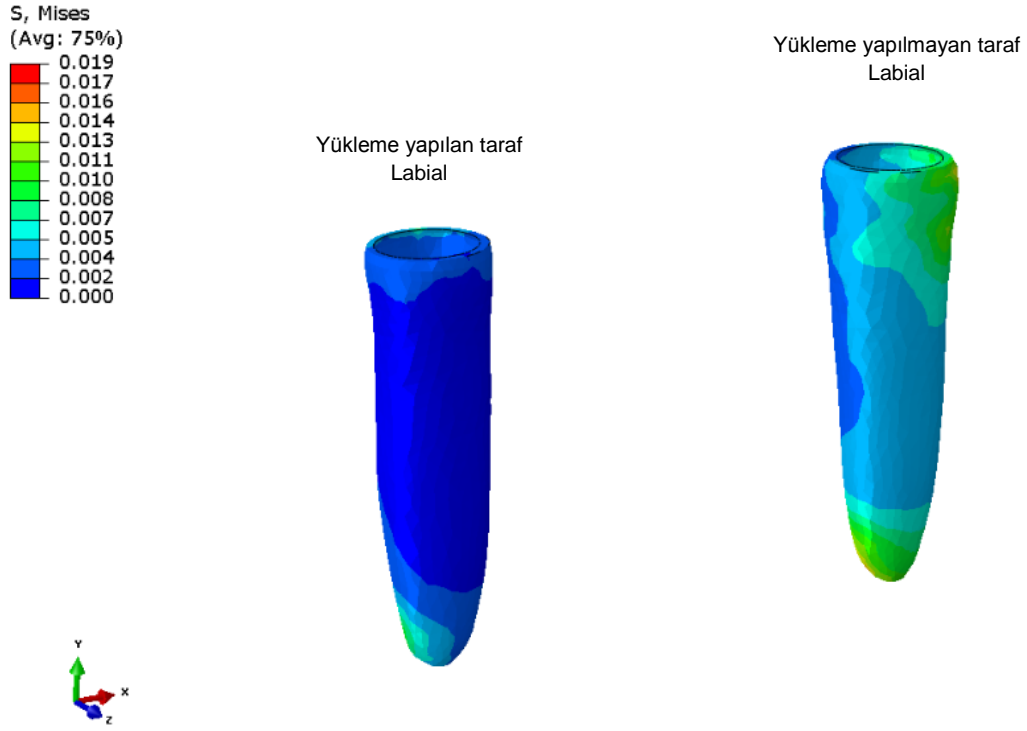 S, Mises
(Avg: 75%)
0.019
0.017
0.016
0.014
0.013
0.011
0.010
0.008
0.007
0.005
0.004
0.002
0.000
Yükleme yapılan taraf
Labial
Yükleme yapılmayan taraf
Labial
Y
X
Z